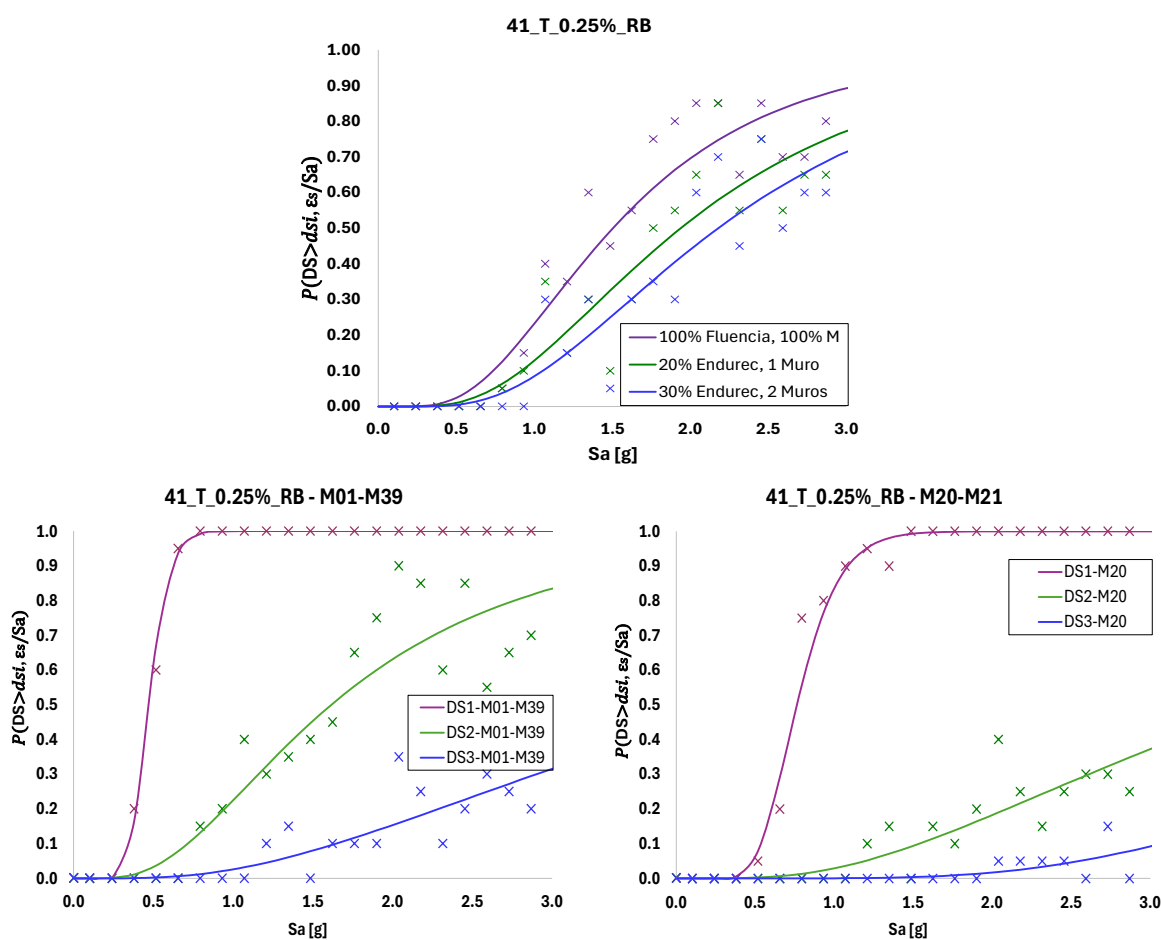 41_T_0.25%_RB
1.00
0.90
0.80
0.70
0.60
0.50
0.40
0.30
0.20
0.10
0.00
P(DS>dsi, εs/Sa)
100% Fluencia, 100% M
20% Endurec, 1 Muro
30% Endurec, 2 Muros
0.0 0.5 1.0 1.5 2.0 2.5 3.0
Sa [g]
41_T_0.25%_RB - M01-M39
1.0
0.9
0.8
0.7
0.6
0.5
0.4
0.3
0.2
0.1
0.0
P(DS>dsi, εs/Sa)
DS1-M01-M39
DS2-M01-M39
DS3-M01-M39
0.0 0.5 1.0 1.5 2.0 2.5 3.0
Sa [g]
41_T_0.25%_RB - M20-M21
1.0
0.9
0.8
0.7
0.6
0.5
0.4
0.3
0.2
0.1
0.0
P(DS>dsi, εs/Sa)
DS1-M20
DS2-M20
DS3-M20
0.0 0.5 1.0 1.5 2.0 2.5 3.0
Sa [g]